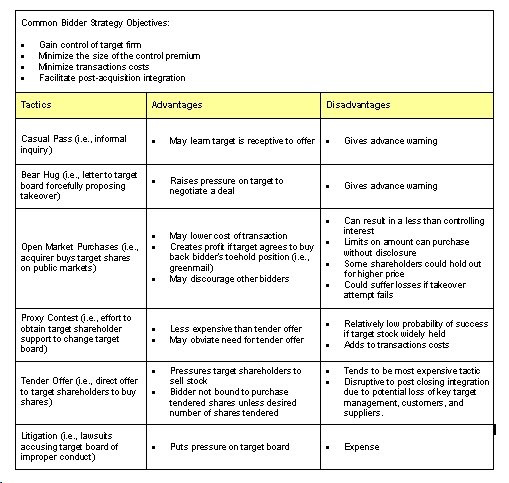 Common Bidder Strategy Objectives:
• Gain control of target firm
• Minimize the size of the control premium
• Minimize transactions costs
• Facilitate post-acquisition integration
Tactics
Advantages
Disadvantages
Casual Pass (i.e., informal
inquiry)
• May learn target is receptive to offer
• Gives advance warning
Bear Hug (i.e., letter to target
board forcefully proposing
takeover)
• Raises pressure on target to
negotiate a deal
• Gives advance warning
Open Market Purchases (i.e.,
acquirer buys target shares
on public markets)
• May lower cost of transaction
• Creates profit if target agrees to buy
back bidder's toehold position (i.e.,
greenmail)
• May discourage other bidders
• Can result in a less than controlling
interest
• Limits on amount can purchase
without disclosure
• Some shareholders could hold out
for higher price
• Could suffer losses if takeover
attempt fails
Proxy Contest (i.e., effort to
obtain target shareholder
support to change target
board)
• Less expensive than tender offer
• May obviate need for tender offer
• Relatively low probability of success
if target stock widely held
• Adds to transactions costs
Tender Offer (i.e., direct offer
to target shareholders to buy
shares)
• Pressures target shareholders to
sell stock
• Bidder not bound to purchase
tendered shares unless desired
number of shares tendered
• Tends to be most expensive tactic
• Disruptive to post closing integration
due to potential loss of key target
management, customers, and
suppliers.
Litigation (i.e., lawsuits
accusing target board of
improper conduct)
• Puts pressure on target board
• Expense